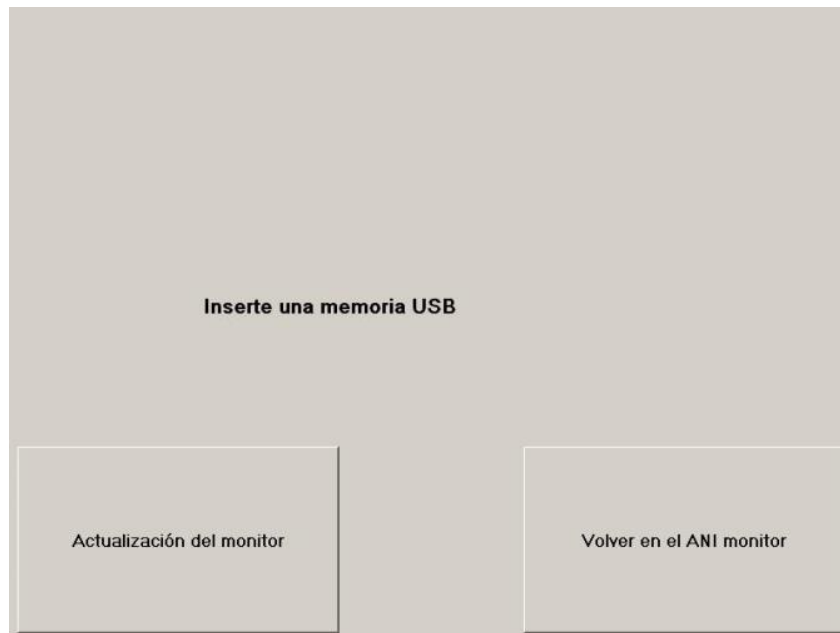 Inserte una memoria USB
Actualización del monitor
Volver en el ANI monitor